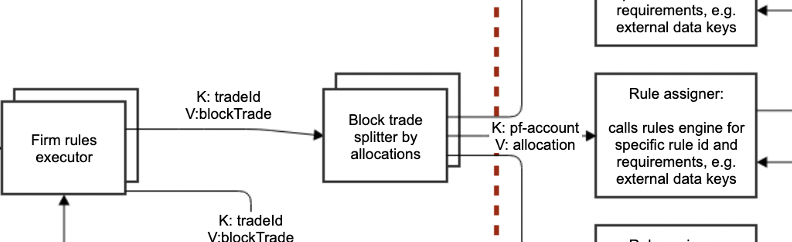 requirements, e.g.
external data keys
K: tradeId
V:blockTrade
Firm rules
executor
Block trade
splitter by
allocations
K: pf-account
V: allocation
Rule assigner:
calls rules engine for
specific rule id and
requirements, e.g.
external data keys
K: tradeId
V:blockTrade